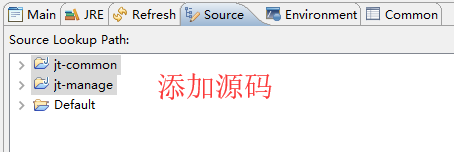 Main JRE Refresh Source Environment Common
Source Lookup Path:
jt-common
jt-manage
添加源码
Default